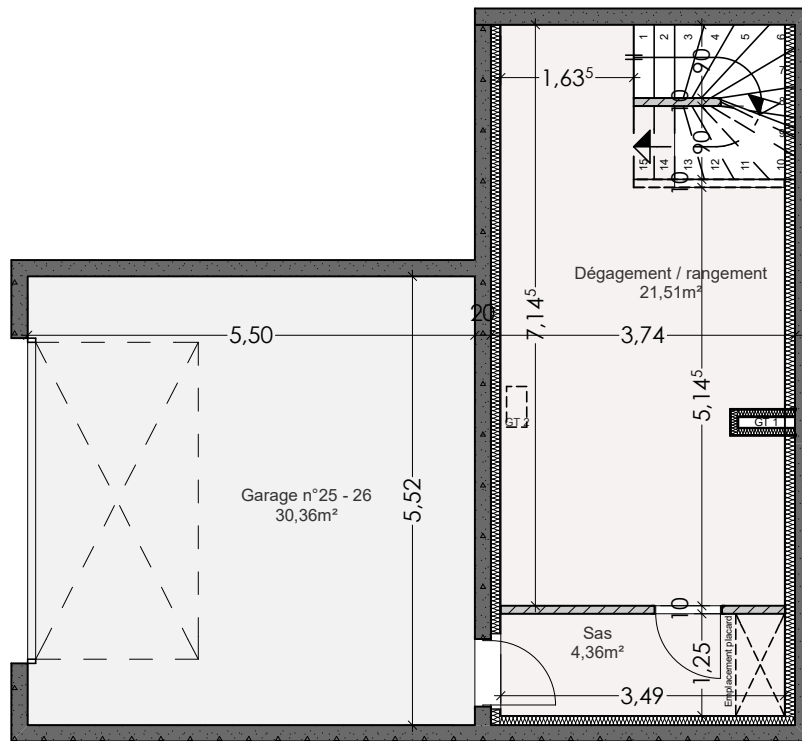 1 2 3 4 5 6
7
8
9
15 14 13 12 11 10
90
10
90
10
1,63⁵
Dégagement / rangement
21,51m²
20
5,50
7,14⁵
3,74
5,14⁵
GT 2
GT 1
Garage n°25 - 26
30,36m²
5,52
10
Sas
4,36m²
1,25
Emplacement placard
3,49